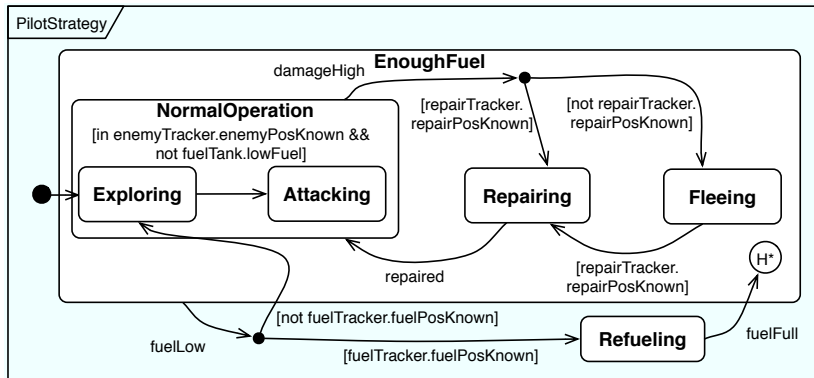 PilotStrategy
EnoughFuel
damageHigh
NormalOperation
[in enemyTracker.enemyPosKnown &&
not fuelTank.lowFuel]
[repairTracker.
repairPosKnown]
[not repairTracker.
repairPosKnown]
Exploring
Attacking
Repairing
Fleeing
repaired
[repairTracker.
repairPosKnown]
H*
[not fuelTracker.fuelPosKnown]
fuelLow
[fuelTracker.fuelPosKnown]
Refueling
fuelFull